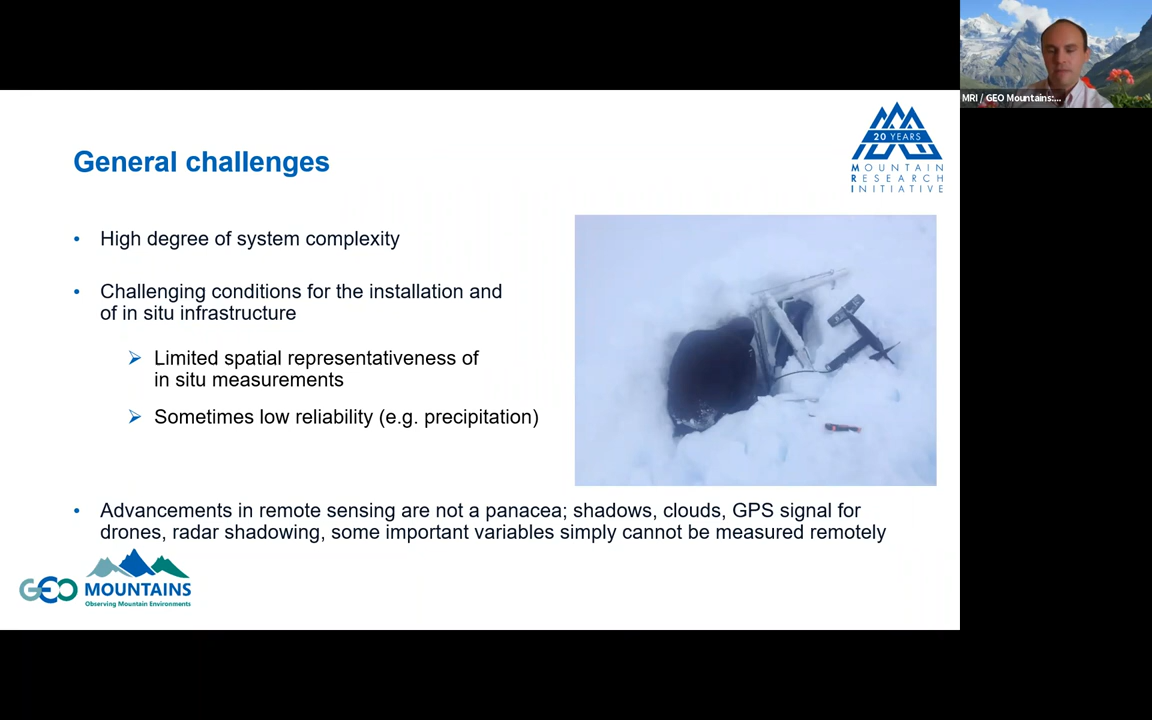 MRI / GEO Mountains:...
20 YEARS
MOUNTAIN
RESEARCH
INITIATIVE
General challenges
• High degree of system complexity
• Challenging conditions for the installation and
of in situ infrastructure
Limited spatial representativeness of
in situ measurements
Sometimes low reliability (e.g. precipitation)
• Advancements in remote sensing are not a panacea; shadows, clouds, GPS signal for
drones, radar shadowing, some important variables simply cannot be measured remotely
GEO MOUNTAINS
Observing Mountain Environments